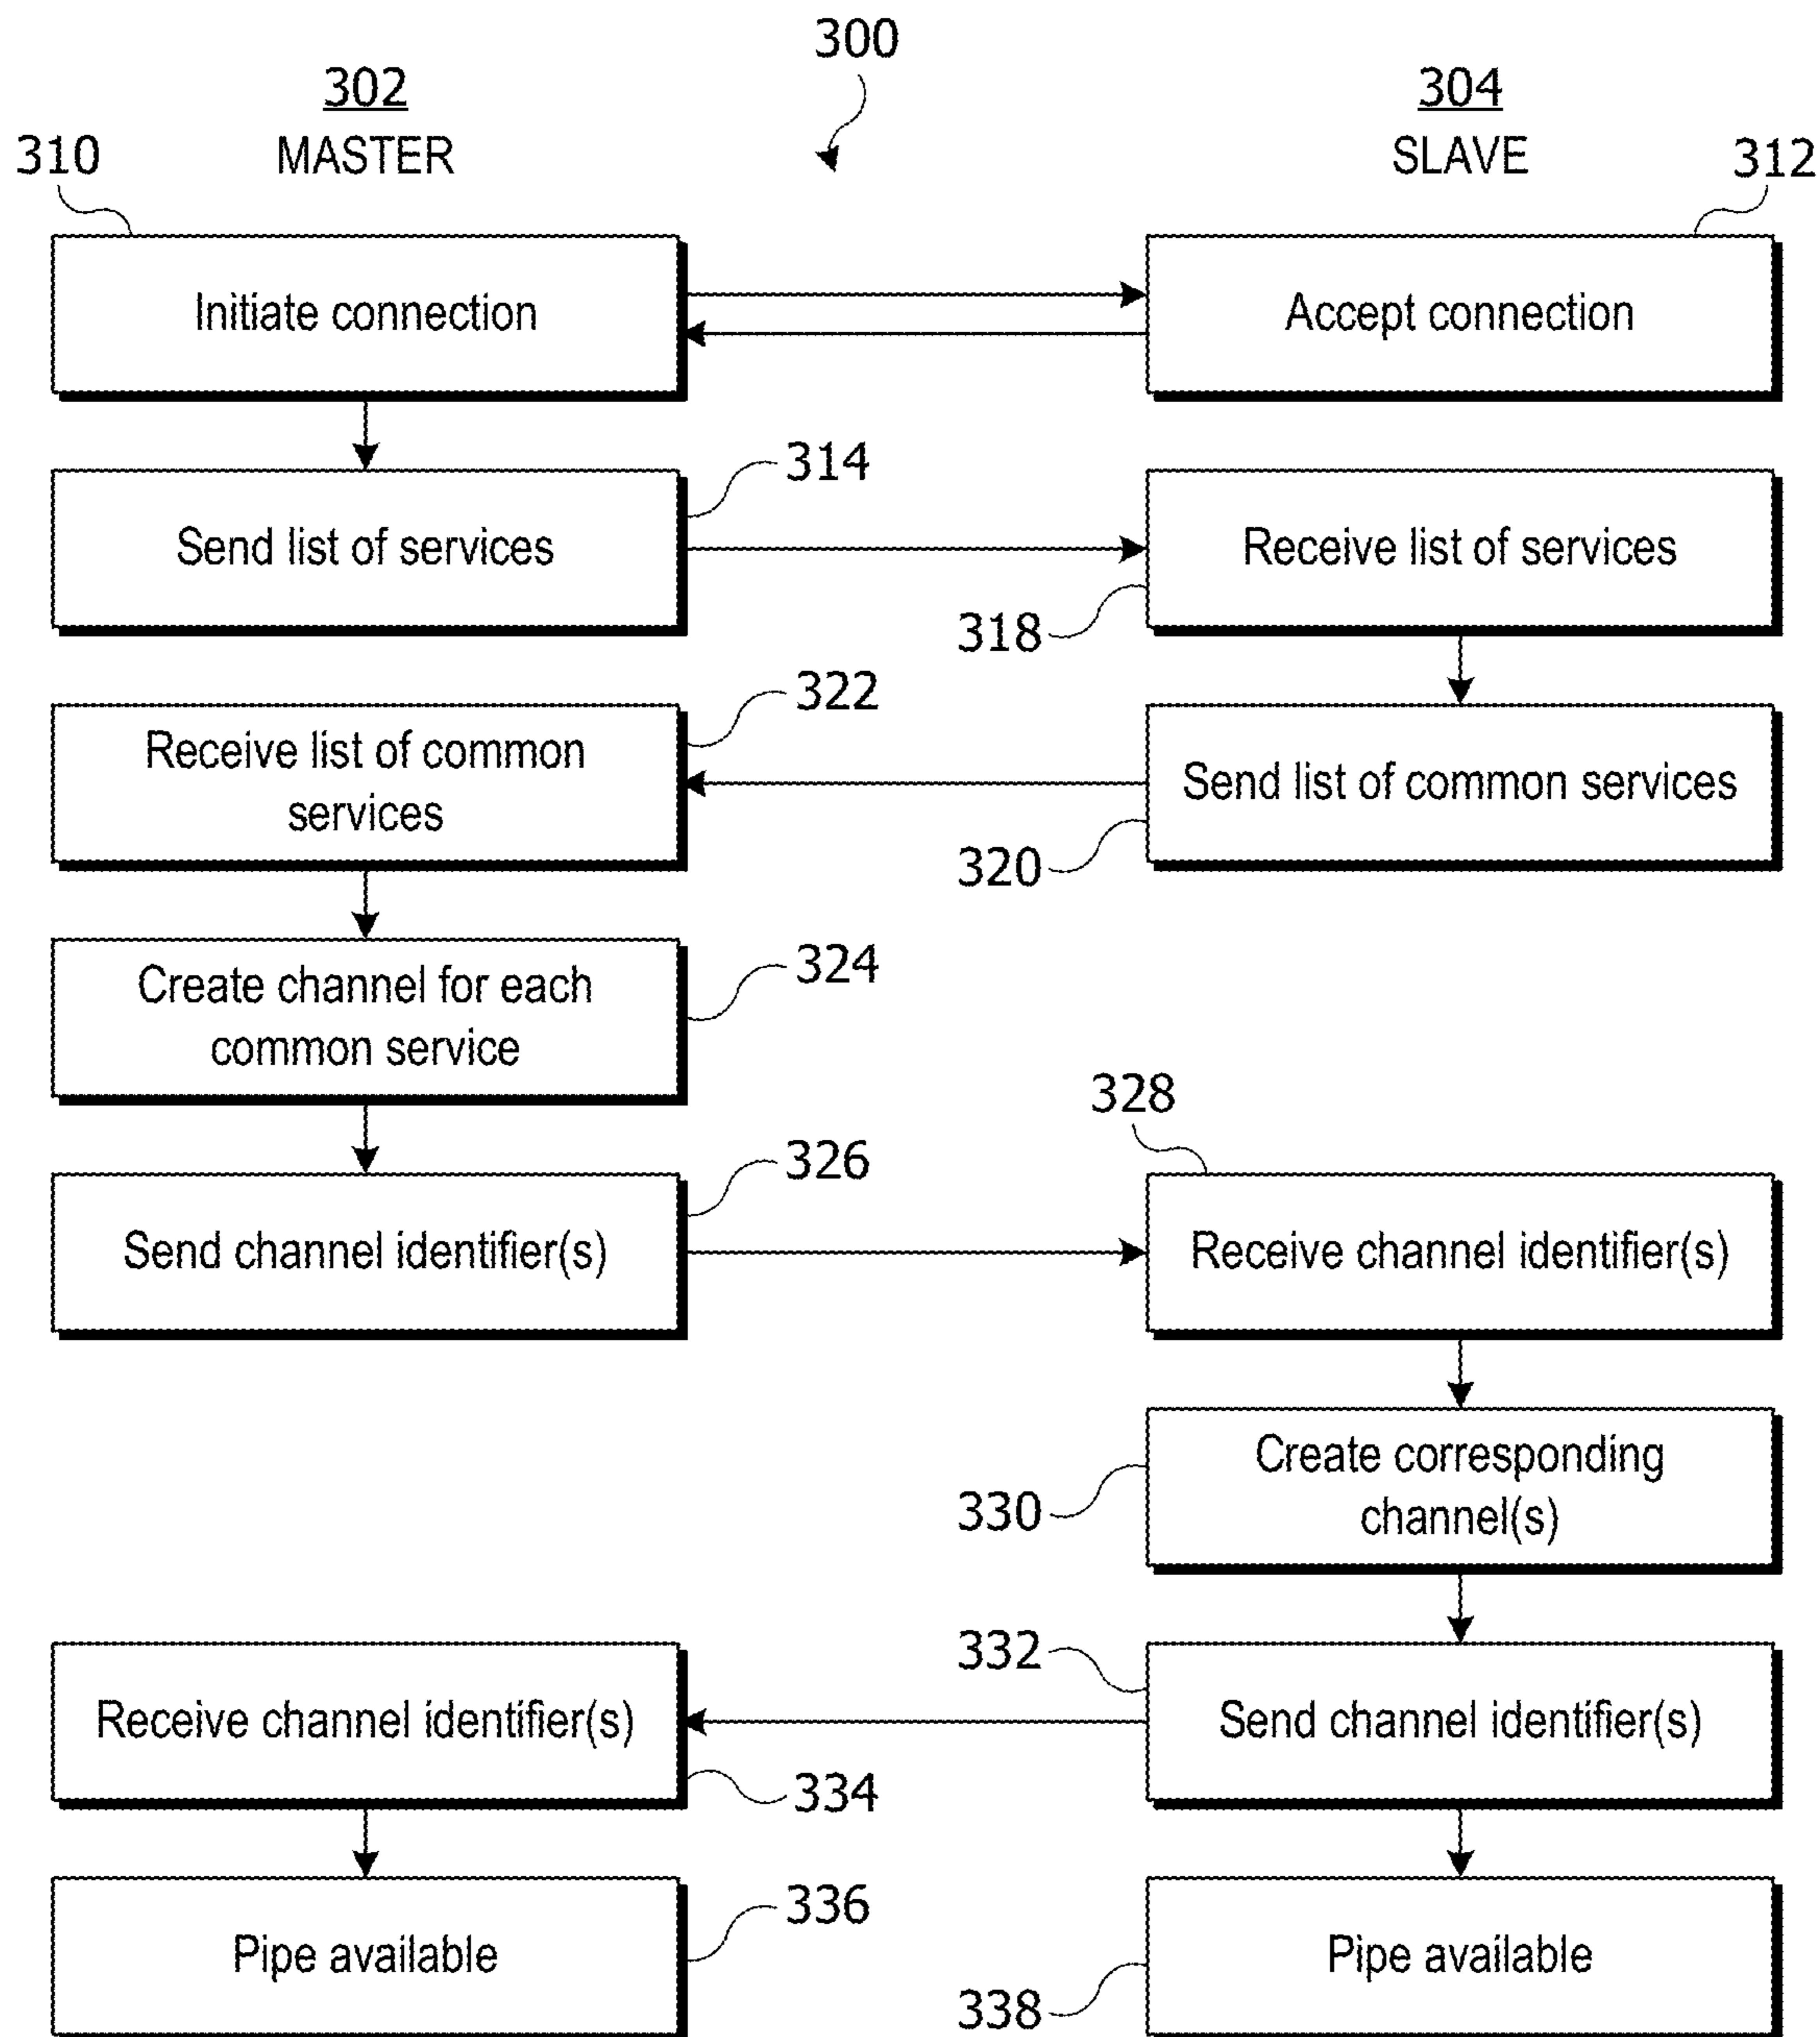 300
302
MASTER
304
SLAVE
310
312
Initiate connection
Accept connection
314
Send list of services
Receive list of services
318
322
Receive list of common
services
Send list of common services
320
324
Create channel for each
common service
328
326
Send channel identifier(s)
Receive channel identifier(s)
Create corresponding
channel(s)
330
332
Receive channel identifier(s)
Send channel identifier(s)
334
336
Pipe available
Pipe available
338